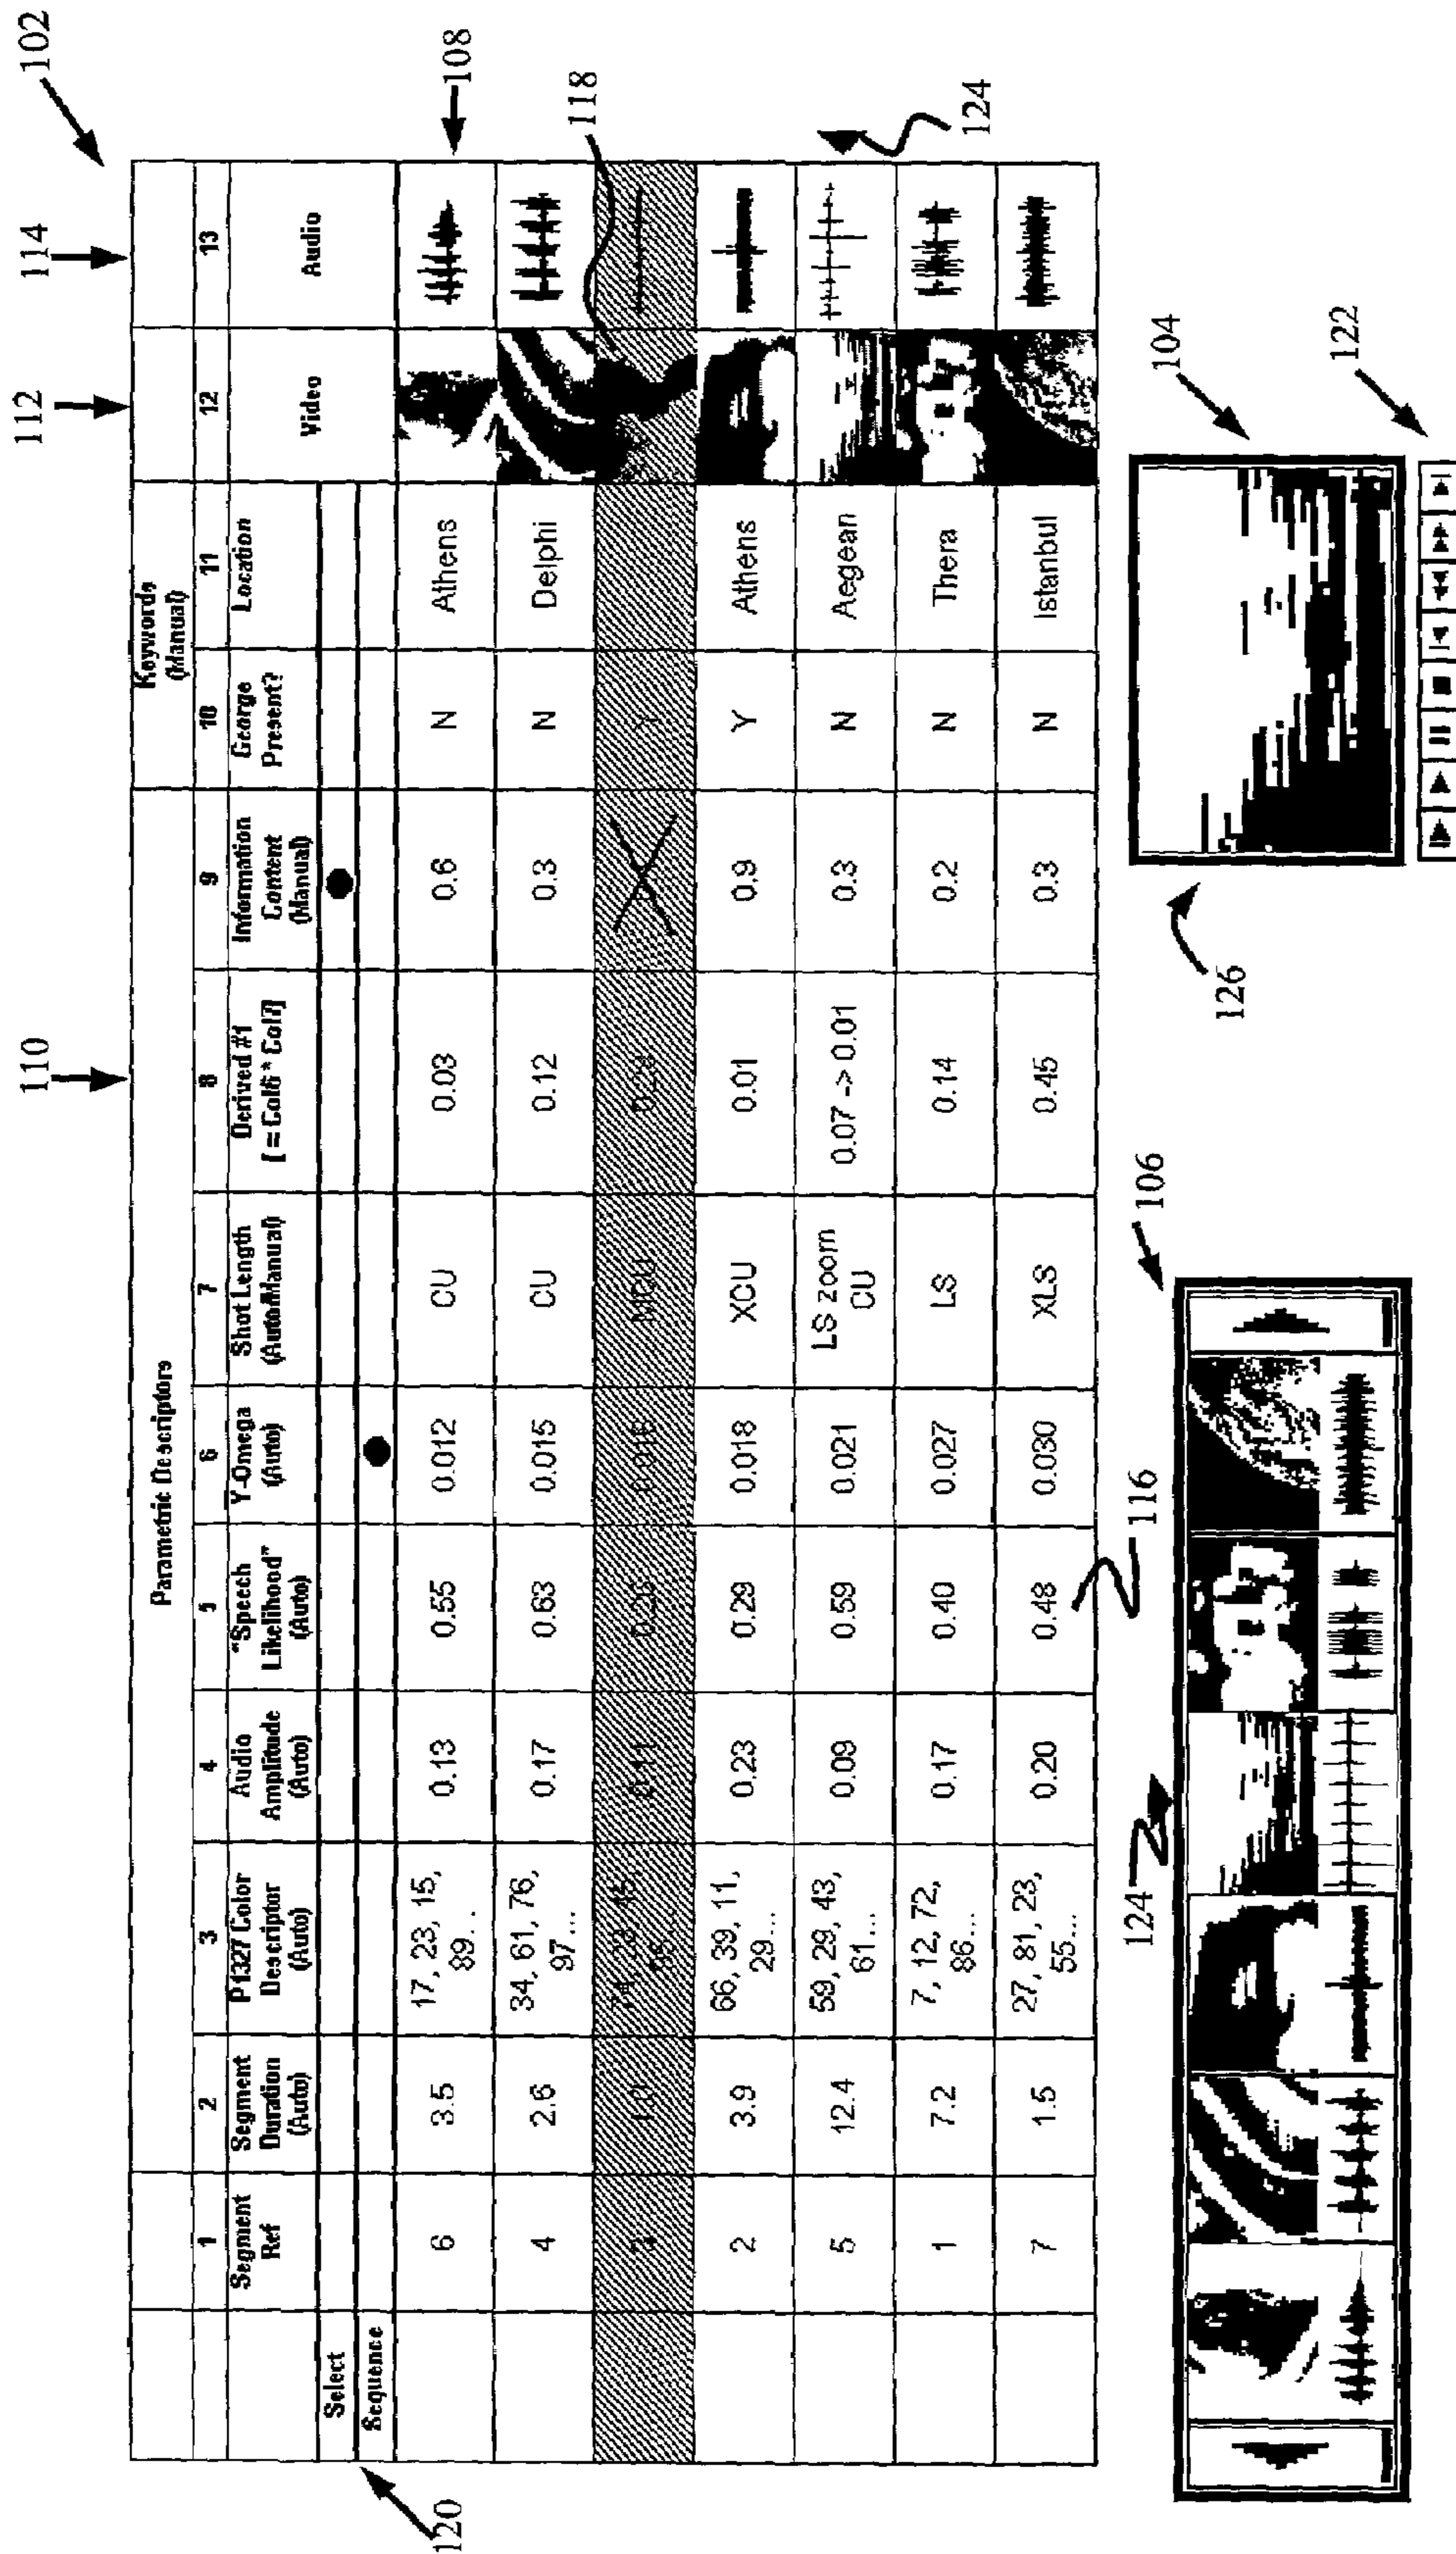 102
114
112
110
Parametric Descriptors
Keywords
(Manual)
1 2 3 4 5 6 7 8 9 10 11 12 13
Segment
Ref
Segment
Duration
(Auto)
P1327 Color
Descriptor
(Auto)
Audio
Amplitude
(Auto)
"Speech
Likelihood"
(Auto)
Y-Omega
(Auto)
Shot Length
(Auto/Manual)
Derived #1
[ = Col6 * Col7]
Information
Content
(Manual)
George
Present?
Location
Video
Audio
Select
Sequence
120
6 3.5 17, 23, 15, 0.13 0.55 0.012 CU 0.03 0.6 N Athens
89...
108
4 2.6 34, 61, 76, 0.17 0.63 0.015 CU 0.12 0.3 N Delphi
97...
118
MCU
2 3.9 66, 39, 11, 0.23 0.29 0.018 XCU 0.01 0.9 Y Athens
29...
5 12.4 59, 29, 43, 0.09 0.59 0.021 LS zoom 0.07 -> 0.01 0.3 N Aegean
61... CU
124
1 7.2 7, 12, 72, 0.17 0.40 0.027 LS 0.14 0.2 N Thera
86...
7 1.5 27, 81, 23, 0.20 0.48 0.030 XLS 0.45 0.3 N Istanbul
55...
124
116
106
126
104
122